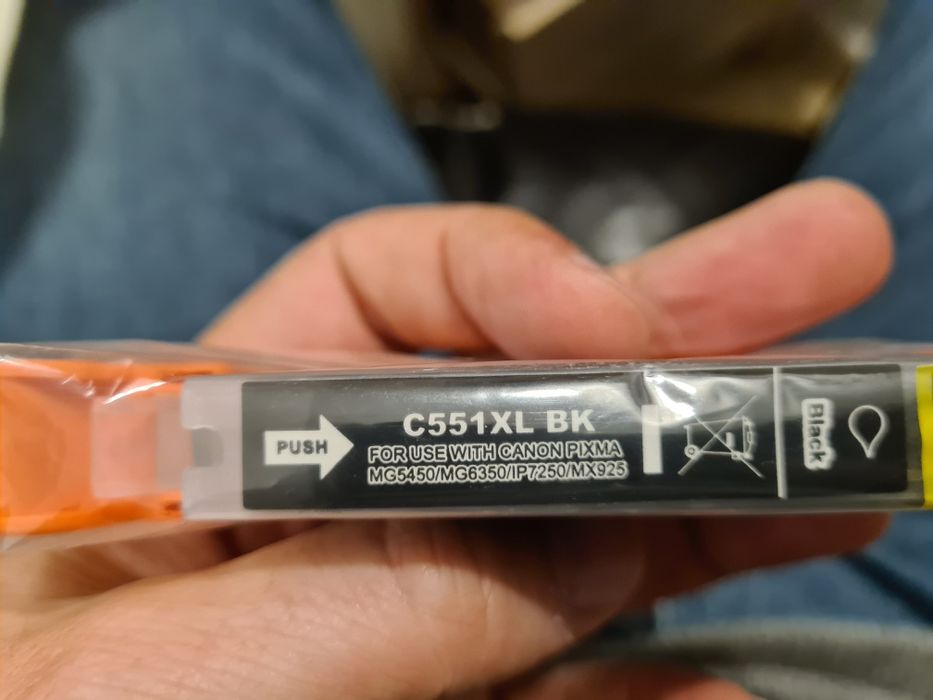 PUSH
C551XL BK
FOR USE WITH CANON PIXMA
MG5450/MG6350/IP7250/MX925
Black